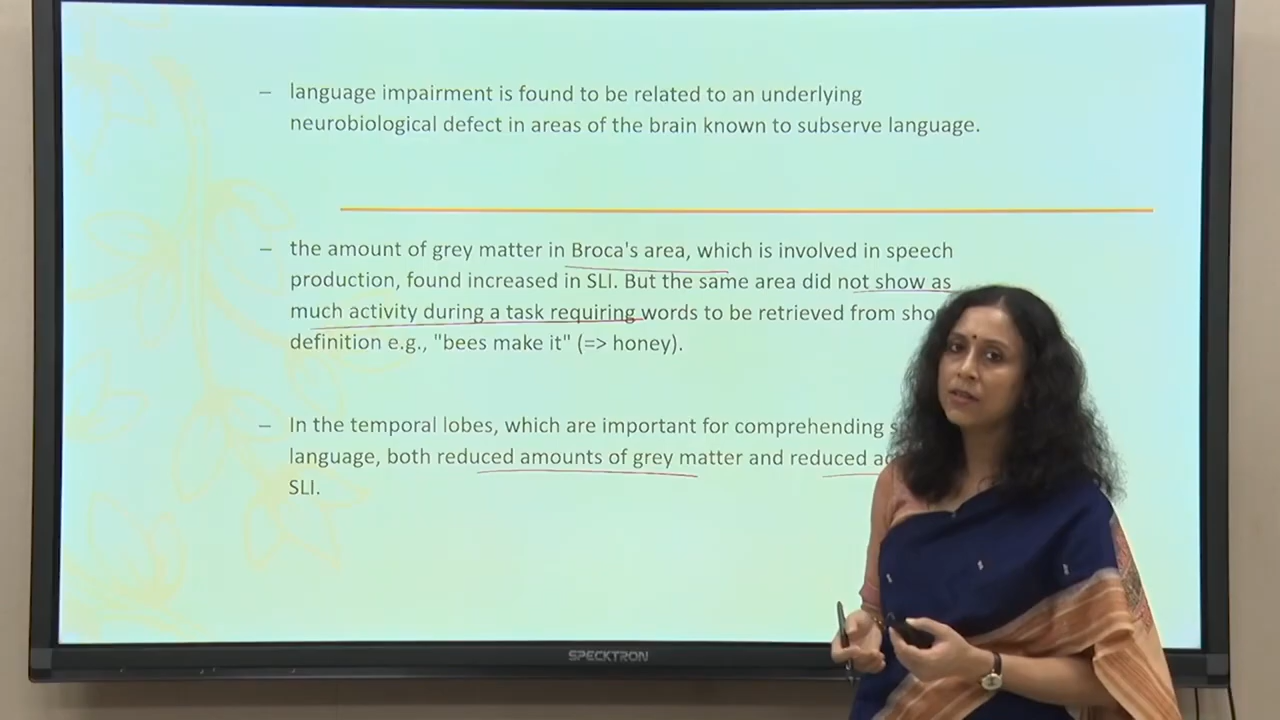 – language impairment is found to be related to an underlying
neurobiological defect in areas of the brain known to subserve language.
– the amount of grey matter in Broca's area, which is involved in speech
production, found increased in SLI. But the same area did not show as
much activity during a task requiring words to be retrieved from
definition e.g., "bees make it" (=> honey).
– In the temporal lobes, which are important for comprehending
language, both reduced amounts of grey matter and reduced
SLI.
SPECKTRON